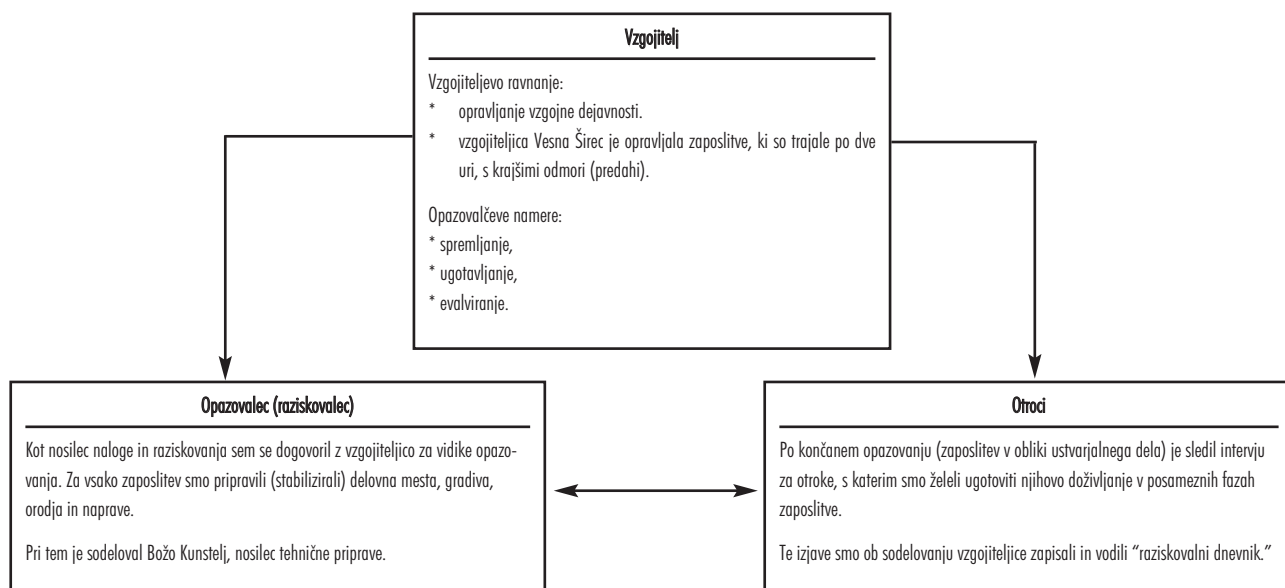 Vzgojitelj
Vzgojiteljevo ravnanje:
* opravljanje vzgojne dejavnosti.
* vzgojiteljica Vesna Širec je opravljala zaposlitve, ki so trajale po dve
uri, s krajšimi odmori (predahi).
Opazovalčeve namere:
* spremljanje,
* ugotavljanje,
* evalviranje.
Opazovalec (raziskovalec)
Kot nosilec naloge in raziskovanja sem se dogovoril z vzgojiteljico za vidike opazo-
vanja. Za vsako zaposlitev smo pripravili (stabilizirali) delovna mesta, gradiva,
orodja in naprave.
Pri tem je sodeloval Božo Kunstelj, nosilec tehnične priprave.
Otroci
Po končanem opazovanju (zaposlitev v obliki ustvarjalnega dela) je sledil intervju
za otroke, s katerim smo želeli ugotoviti njihovo doživljanje v posameznih fazah
zaposlitve.
Te izjave smo ob sodelovanju vzgojiteljice zapisali in vodili "raziskovalni dnevnik."